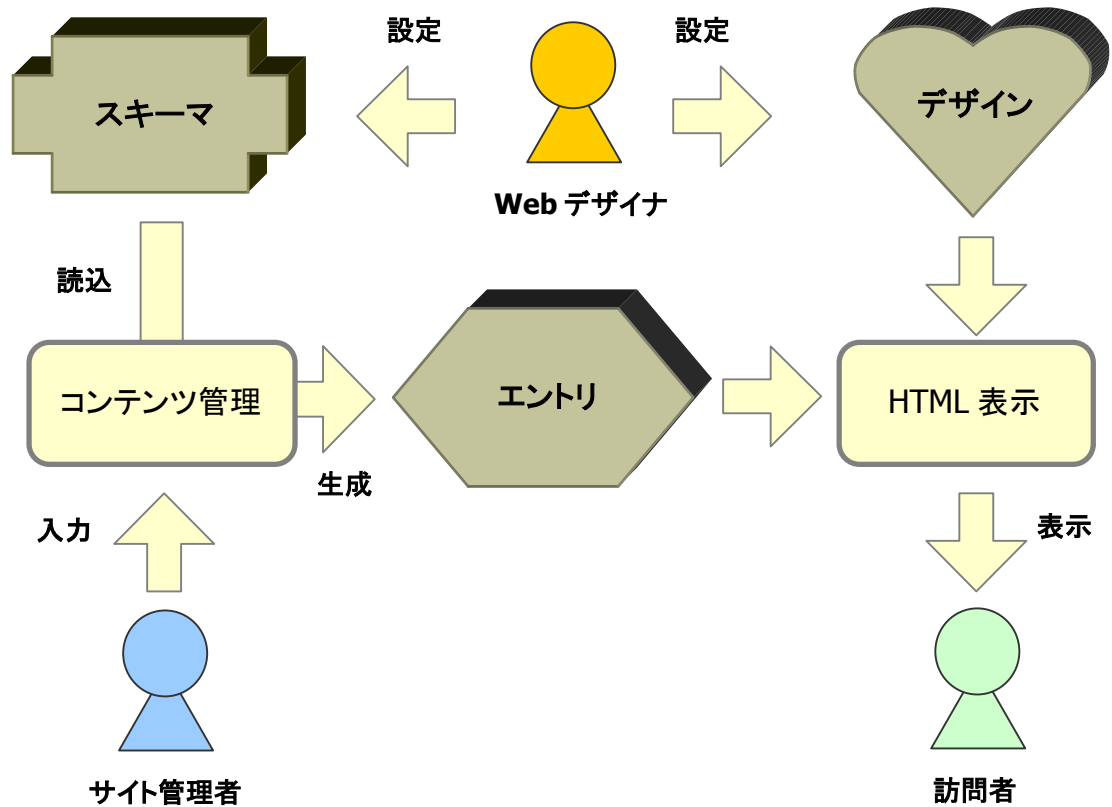 設定
設定
スキーマ
デザイン
Web デザイナ
読込
コンテンツ管理
エントリ
HTML 表示
生成
入力
表示
サイト管理者
訪問者